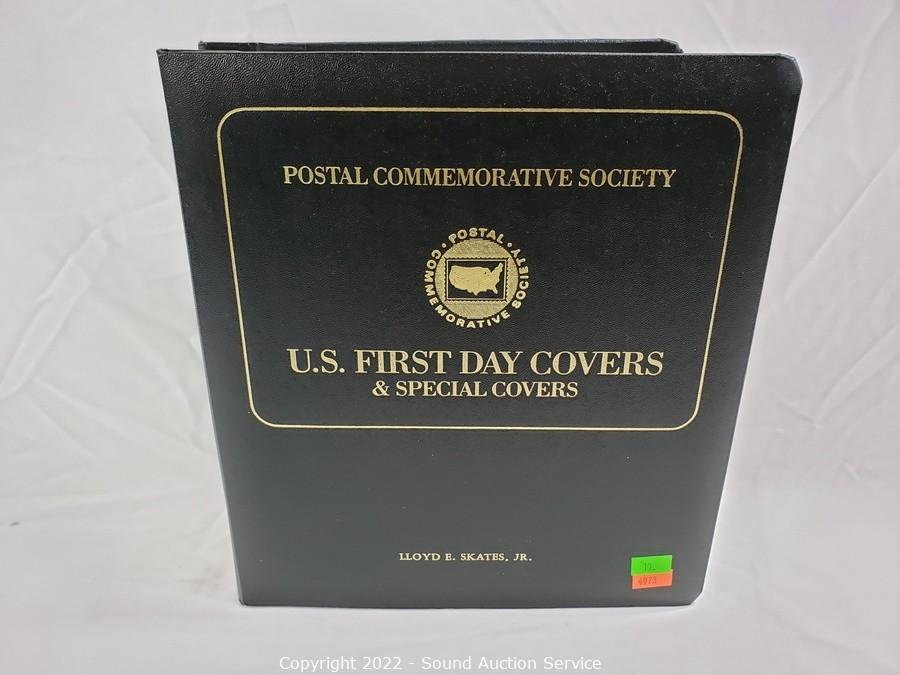 POSTAL COMMEMORATIVE SOCIETY
• POSTAL •
COMMEMORATIVE SOCIETY
U.S. FIRST DAY COVERS
& SPECIAL COVERS
LLOYD E. SKATES, JR.
4973
Copyright 2022 - Sound Auction Service